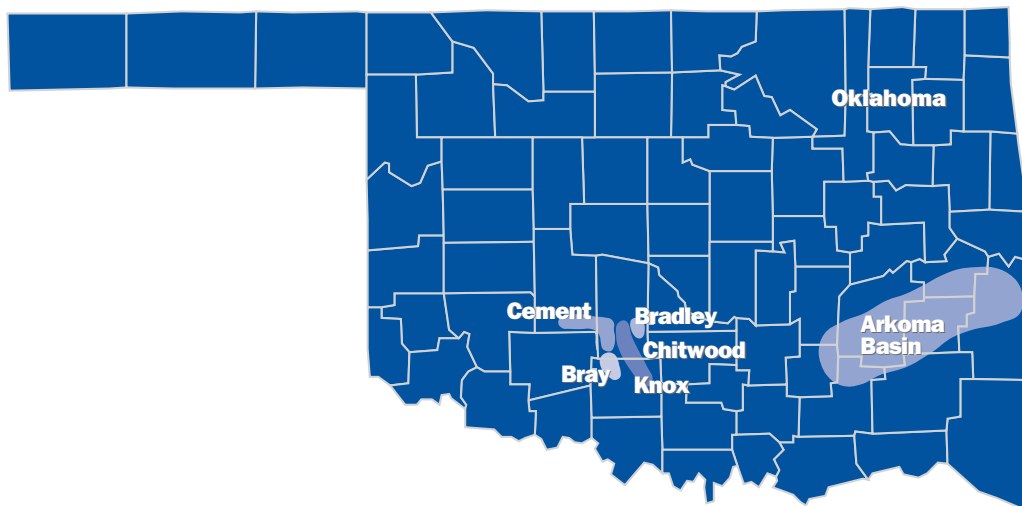 Oklahoma
Cement
Bradley
Arkoma
Basin
Chitwood
Bray
Knox